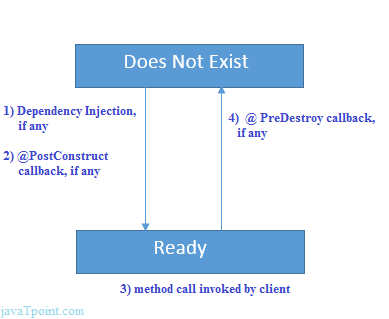 Does Not Exist
1) Dependency Injection,
if any
2) @PostConstruct
callback, if any
4) @ PreDestroy callback,
if any
Ready
3) method call invoked by client
javaTpoint.com